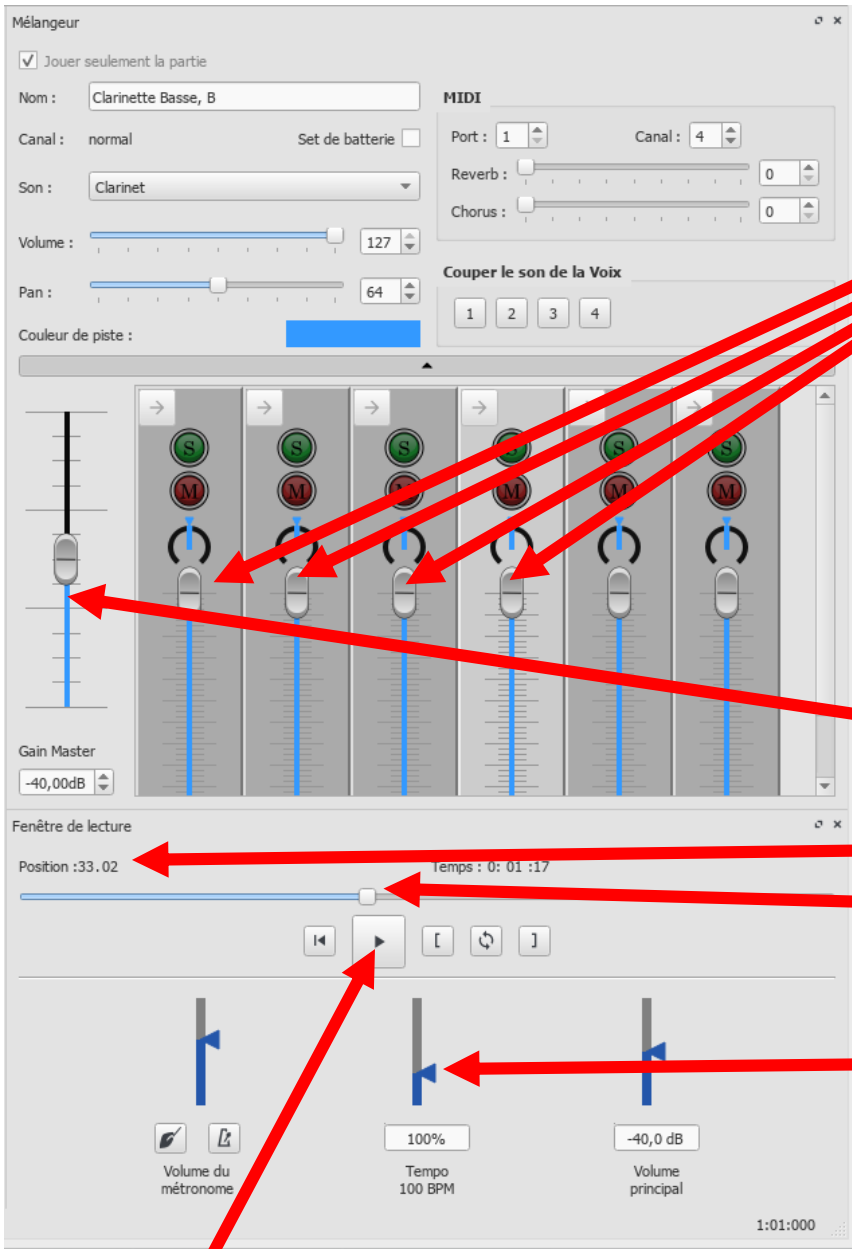 Mélangeur
Jouer seulement la partie
Nom : Clarinette Basse, B
Canal : normal Set de batterie
Son : Clarinet
Volume : 127
Pan : 64
Couleur de piste :
MIDI
Port : 1 Canal : 4
Reverb : 0
Chorus : 0
Couper le son de la Voix
1 2 3 4
S S S S S S
M M M M M M
Gain Master
-40,00dB
Fenêtre de lecture
Position :33.02 Temps : 0: 01 :17
[ ]
100% -40,0 dB
Volume du Tempo Volume
métronome 100 BPM principal
1:01:000